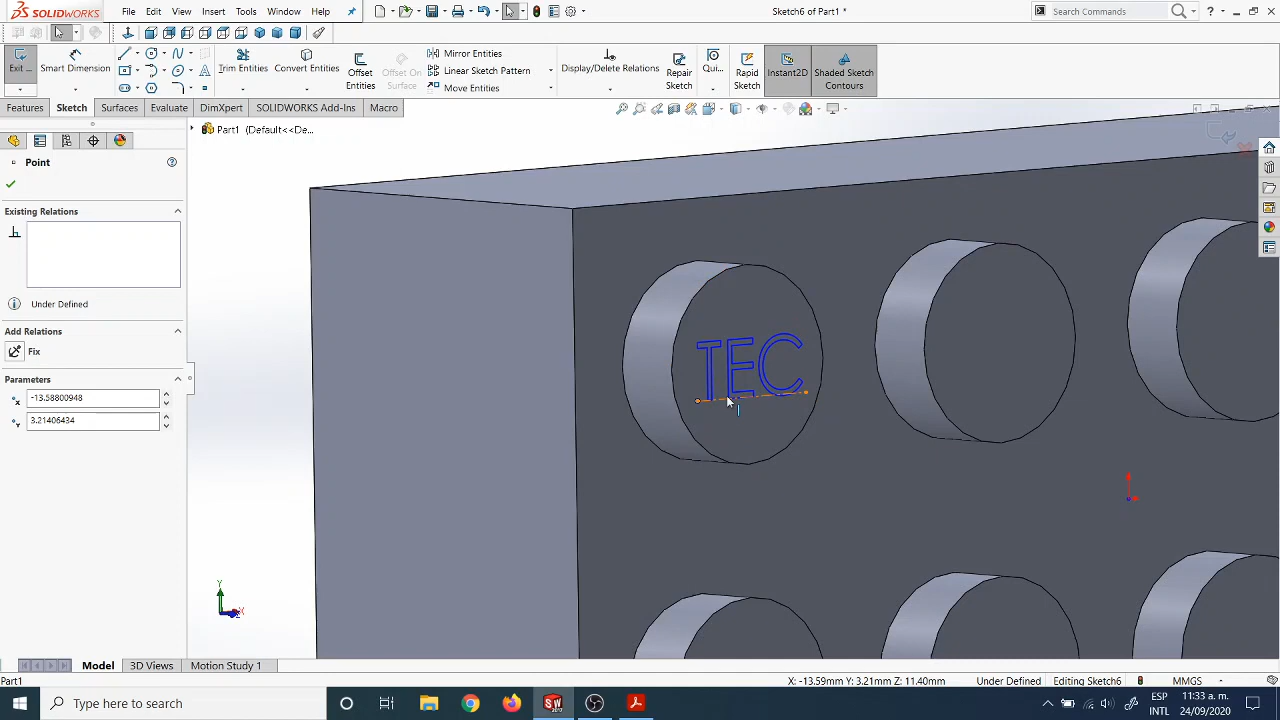 SOLIDWORKS
File
Edit
View
Insert
Tools
Window
Help
Sketch6 of Part1 *
Search Commands
Exit ...
Smart Dimension
Trim Entities
Convert Entities
Offset Entities
Offset On Surface
Mirror Entities
Linear Sketch Pattern
Move Entities
Display/Delete Relations
Repair Sketch
Qui...
Rapid Sketch
Instant2D
Shaded Sketch Contours
Features
Sketch
Surfaces
Evaluate
DimXpert
SOLIDWORKS Add-Ins
Macro
Part1 (Default<<De...
Point
Existing Relations
Under Defined
Add Relations
Fix
Parameters
-13.58800948
3.21406434
TEC
Y
X
Model
3D Views
Motion Study 1
Part1
X: -13.59mm Y: 3.21mm Z: 11.40mm
Under Defined
Editing Sketch6
MMGS
Type here to search
ESP
INTL
11:33 a. m.
24/09/2020